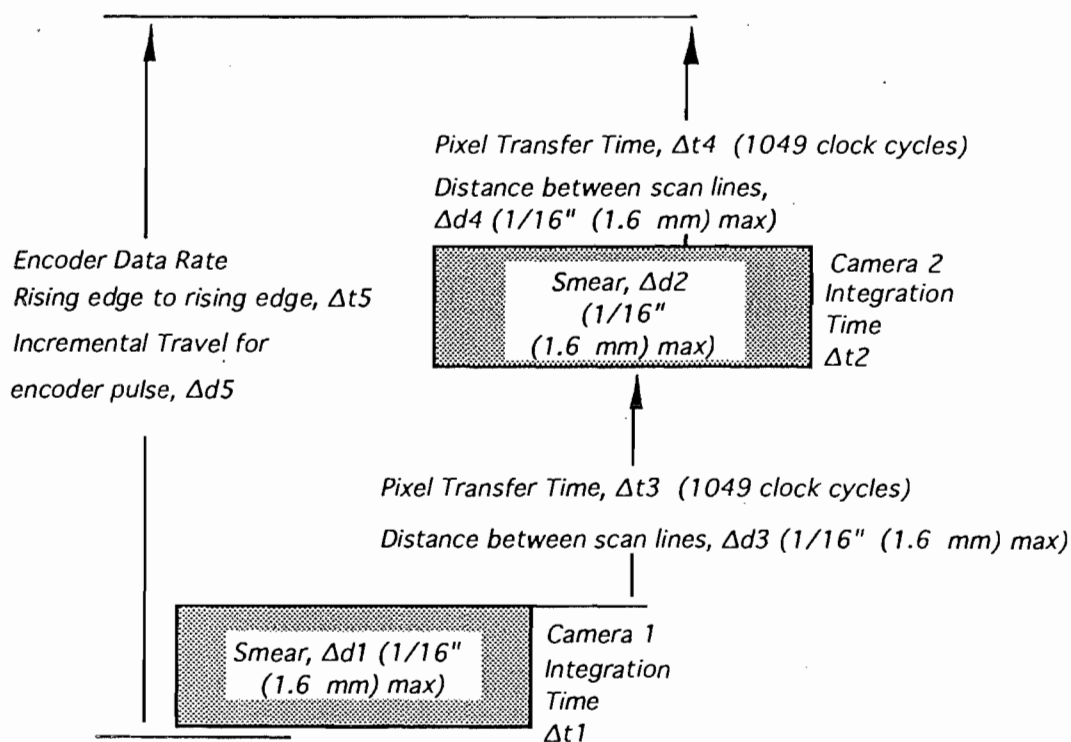 Pixel Transfer Time, Δt4 (1049 clock cycles)
Distance between scan lines,
Δd4 (1/16" (1.6 mm) max)
Encoder Data Rate
Rising edge to rising edge, Δt5
Incremental Travel for
encoder pulse, Δd5
Smear, Δd2
(1/16"
(1.6 mm) max)
Camera 2
Integration
Time
Δt2
Pixel Transfer Time, Δt3 (1049 clock cycles)
Distance between scan lines, Δd3 (1/16" (1.6 mm) max)
Smear, Δd1 (1/16"
(1.6 mm) max)
Camera 1
Integration
Time
Δt1